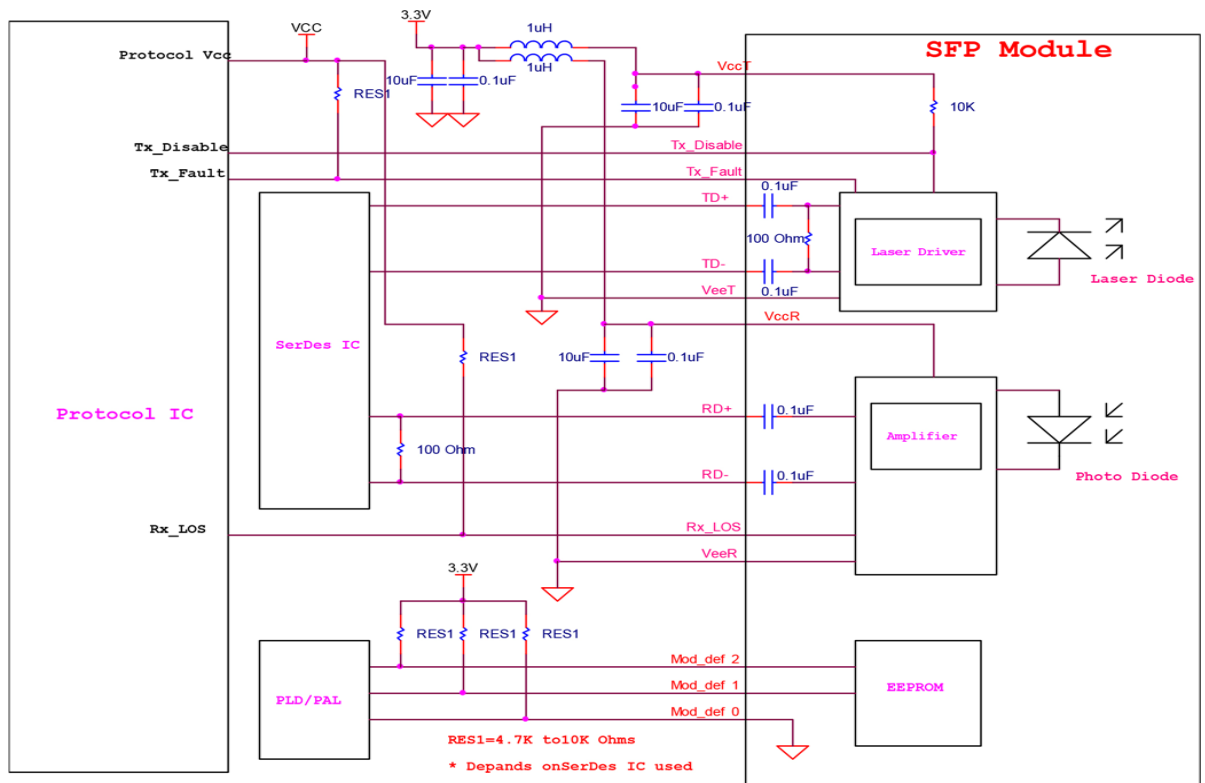 3.3V
VCC
1uH
SFP Module
Protocol Vcc
1uH
VccT
10uF
0.1uF
RES1
10uF
0.1uF
10K
Tx_Disable
Tx_Disable
Tx_Fault
Tx_Fault
0.1uF
TD+
100 Ohm
Laser Driver
TD-
Laser Diode
VeeT
0.1uF
VccR
SerDes IC
RES1
10uF
0.1uF
Protocol IC
RD+
0.1uF
Amplifier
100 Ohm
RD-
0.1uF
Photo Diode
Rx_LOS
Rx_LOS
VeeR
3.3V
RES1
RES1
RES1
Mod_def 2
PLD/PAL
Mod_def 1
EEPROM
Mod_def 0
RES1=4.7K to10K Ohms
* Depands onSerDes IC used